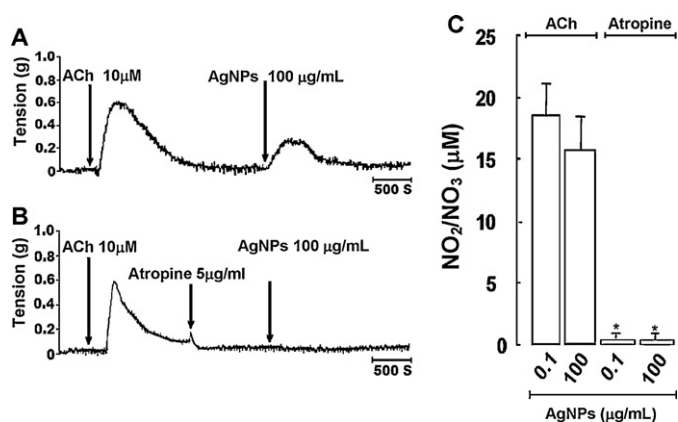 A
Tension (g)
1.0
0.8
0.6
0.4
0.2
0
ACh 10µM
AgNPs 100 µg/mL
500 S
B
Tension (g)
1.0
0.8
0.6
0.4
0.2
0
ACh 10µM
Atropine 5µg/ml
AgNPs 100 µg/mL
500 S
C
ACh Atropine
NO2/NO3 (µM)
25
20
15
10
5
0
* *
0.1 100 0.1 100
AgNPs (µg/mL)